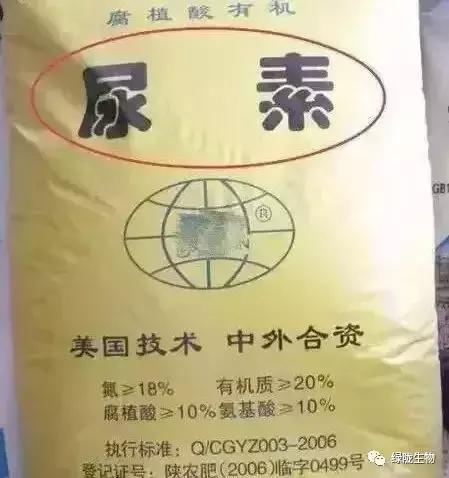 腐植酸有机
尿素
R
美国技术 中外合资
氮≥18% 有机质≥20%
腐植酸≥10% 氨基酸≥10%
执行标准：Q/CGYZ003-2006
登记证号：陕农肥(2006)临字0499号
GB1
绿陇生物